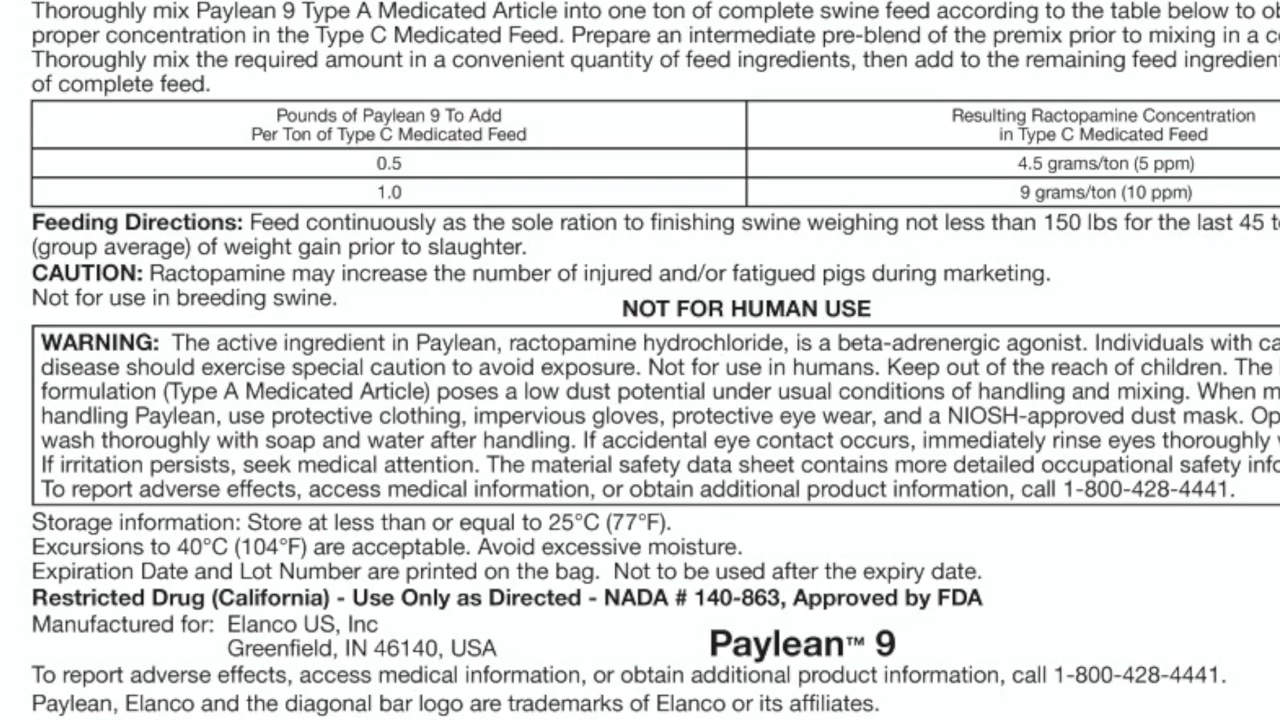 Thoroughly mix Paylean 9 Type A Medicated Article into one ton of complete swine feed according to the table below to
proper concentration in the Type C Medicated Feed. Prepare an intermediate pre-blend of the premix prior to mixing in a
Thoroughly mix the required amount in a convenient quantity of feed ingredients, then add to the remaining feed
of complete feed.
Pounds of Paylean 9 To Add
Per Ton of Type C Medicated Feed
Resulting Ractopamine Concentration
in Type C Medicated Feed
0.5
4.5 grams/ton (5 ppm)
1.0
9 grams/ton (10 ppm)
Feeding Directions: Feed continuously as the sole ration to finishing swine weighing not less than 150 lbs for the last 45
(group average) of weight gain prior to slaughter.
CAUTION: Ractopamine may increase the number of injured and/or fatigued pigs during marketing.
Not for use in breeding swine.
NOT FOR HUMAN USE
WARNING: The active ingredient in Paylean, ractopamine hydrochloride, is a beta-adrenergic agonist. Individuals with
disease should exercise special caution to avoid exposure. Not for use in humans. Keep out of the reach of children. The
formulation (Type A Medicated Article) poses a low dust potential under usual conditions of handling and mixing. When
handling Paylean, use protective clothing, impervious gloves, protective eye wear, and a NIOSH-approved dust mask.
wash thoroughly with soap and water after handling. If accidental eye contact occurs, immediately rinse eyes thoroughly
If irritation persists, seek medical attention. The material safety data sheet contains more detailed occupational safety
To report adverse effects, access medical information, or obtain additional product information, call 1-800-428-4441.
Storage information: Store at less than or equal to 25°C (77°F).
Excursions to 40°C (104°F) are acceptable. Avoid excessive moisture.
Expiration Date and Lot Number are printed on the bag. Not to be used after the expiry date.
Restricted Drug (California) - Use Only as Directed - NADA # 140-863, Approved by FDA
Manufactured for: Elanco US, Inc
Greenfield, IN 46140, USA
Paylean™ 9
To report adverse effects, access medical information, or obtain additional product information, call 1-800-428-4441.
Paylean, Elanco and the diagonal bar logo are trademarks of Elanco or its affiliates.